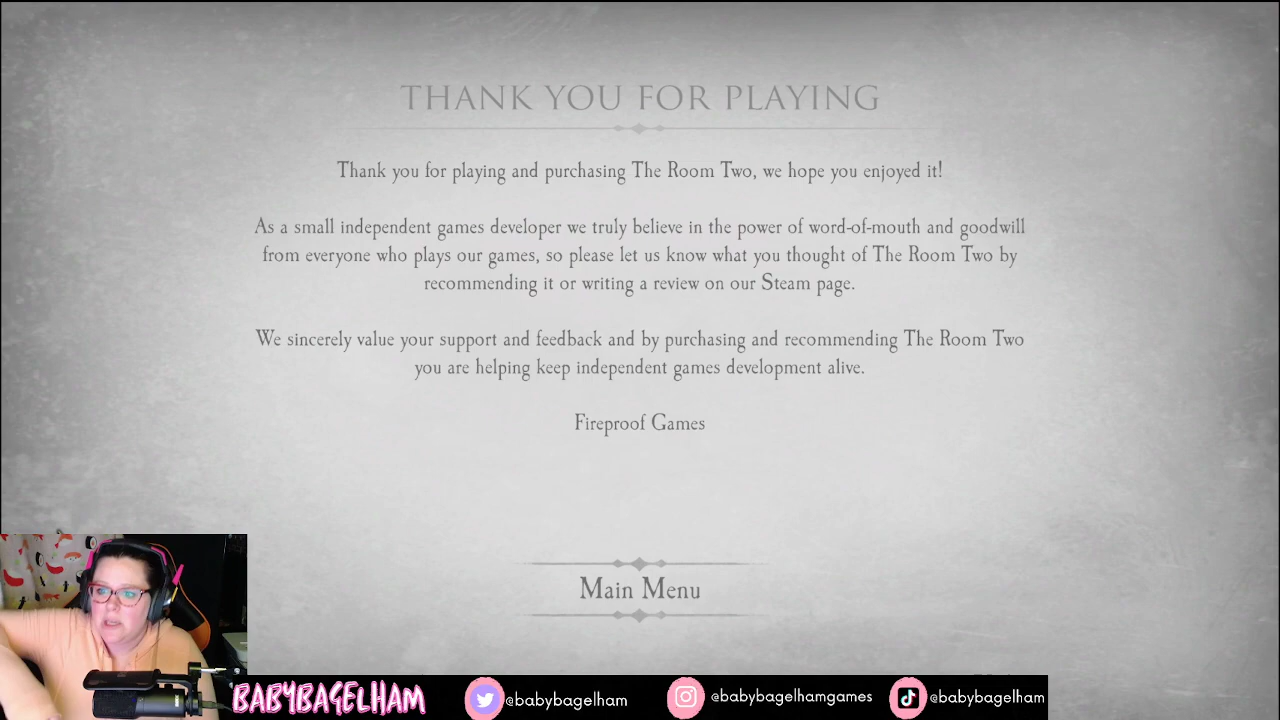 THANK YOU FOR PLAYING
Thank you for playing and purchasing The Room Two, we hope you enjoyed it!
As a small independent games developer we truly believe in the power of word-of-mouth and goodwill
from everyone who plays our games, so please let us know what you thought of The Room Two by
recommending it or writing a review on our Steam page.
We sincerely value your support and feedback and by purchasing and recommending The Room Two
you are helping keep independent games development alive.
Fireproof Games
Main Menu
BABYBAGELHAM @babybagelham @babybagelhamgames @babybagelham